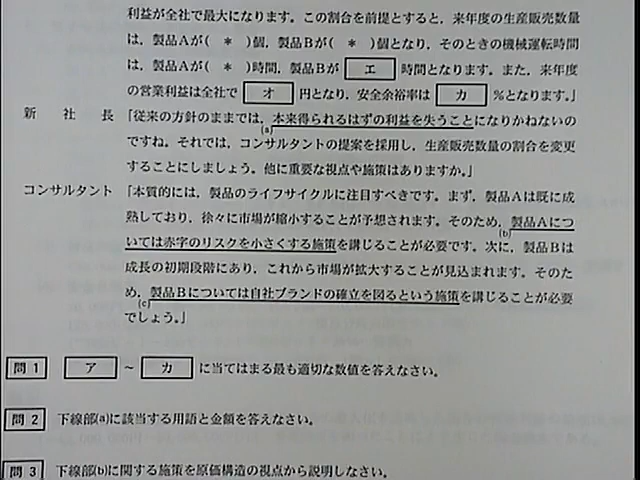 利益が全社で最大になります。この割合を前提とすると，来年度の生産販売数量
は，製品Aが( ＊ )個，製品Bが( ＊ )個となり，そのときの機械運転時間
は，製品Aが( ＊ )時間，製品Bが エ 時間となります。また，来年度
の営業利益は全社で オ 円となり，安全余裕率は カ ％となります。」
新社長 「従来の方針のままでは，本来得られるはずの利益を失うことになりかねないの
(a)
ですね。それでは，コンサルタントの提案を採用し，生産販売数量の割合を変更
することにしましょう。他に重要な視点や施策はありますか。」
コンサルタント 「本質的には，製品のライフサイクルに注目すべきです。まず，製品Aは既に成
熟しており，徐々に市場が縮小することが予想されます。そのため，製品Aにつ
(b)
いては赤字のリスクを小さくする施策を講じることが必要です。次に，製品Bは
成長の初期段階にあり，これから市場が拡大することが見込まれます。そのた
め，製品Bについては自社ブランドの確立を図るという施策を講じることが必要
(c)
でしょう。」
問1 ア ～ カ に当てはまる最も適切な数値を答えなさい。
問2 下線部(a)に該当する用語と金額を答えなさい。
問3 下線部(b)に関する施策を原価構造の視点から説明しなさい。